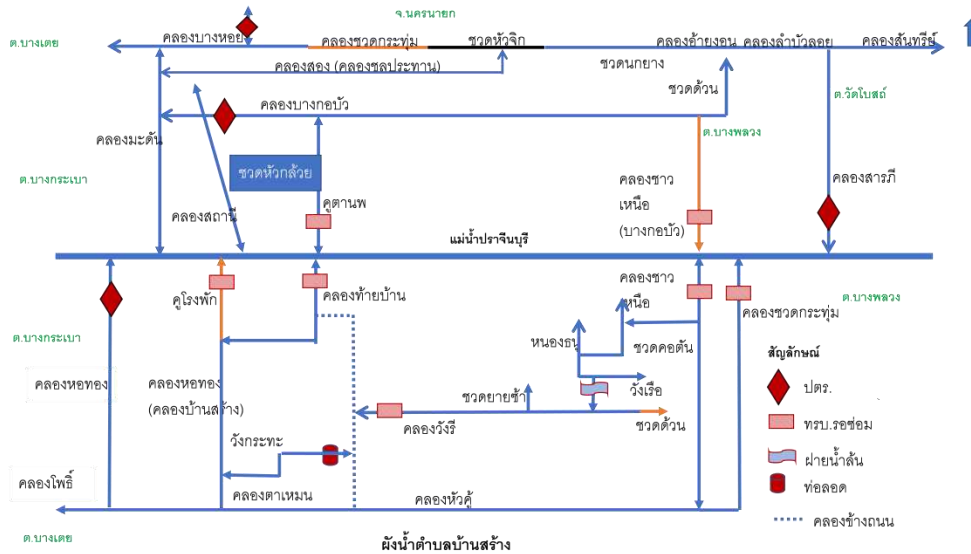 จ.นครนายก
ต.บางเตย
คลองบางหอย
คลองชวดกระทุ่ม
ชวดหัวจิก
คลองอ้ายงอน
คลองลำบัวลอย
คลองสันทรีย์
คลองสอง (คลองชลประทาน)
ชวดนกยาง
ชวดด้วน
ต.วัดโบสถ์
คลองบางกอบัว
คลองมะดัน
ต.บางพลวง
ต.บางกระเบา
ชวดหัวกล้วย
คลองสารภี
คลองชาว
เหนือ
(บางกอบัว)
คูตานพ
คลองสถานี
แม่น้ำปราจีนบุรี
คลองชาว
เหนือ
คูโรงพัก
คลองท้ายบ้าน
ต.บางพลวง
คลองชวดกระทุ่ม
ต.บางกระเบา
หนองธนู
ชวดคอตัน
สัญลักษณ์
คลองหอทอง
คลองหอทอง
(คลองบ้านสร้าง)
วังเรือ
ปตร.
ชวดยายซ้ำ
ทรบ.รอซ่อม
คลองวังรี
ชวดด้วน
วังกระทะ
ฝายน้ำล้น
คลองโพธิ์
ท่อลอด
คลองตาเหมน
คลองหัวคู้
คลองข้างถนน
ต.บางเตย
ผังน้ำตำบลบ้านสร้าง